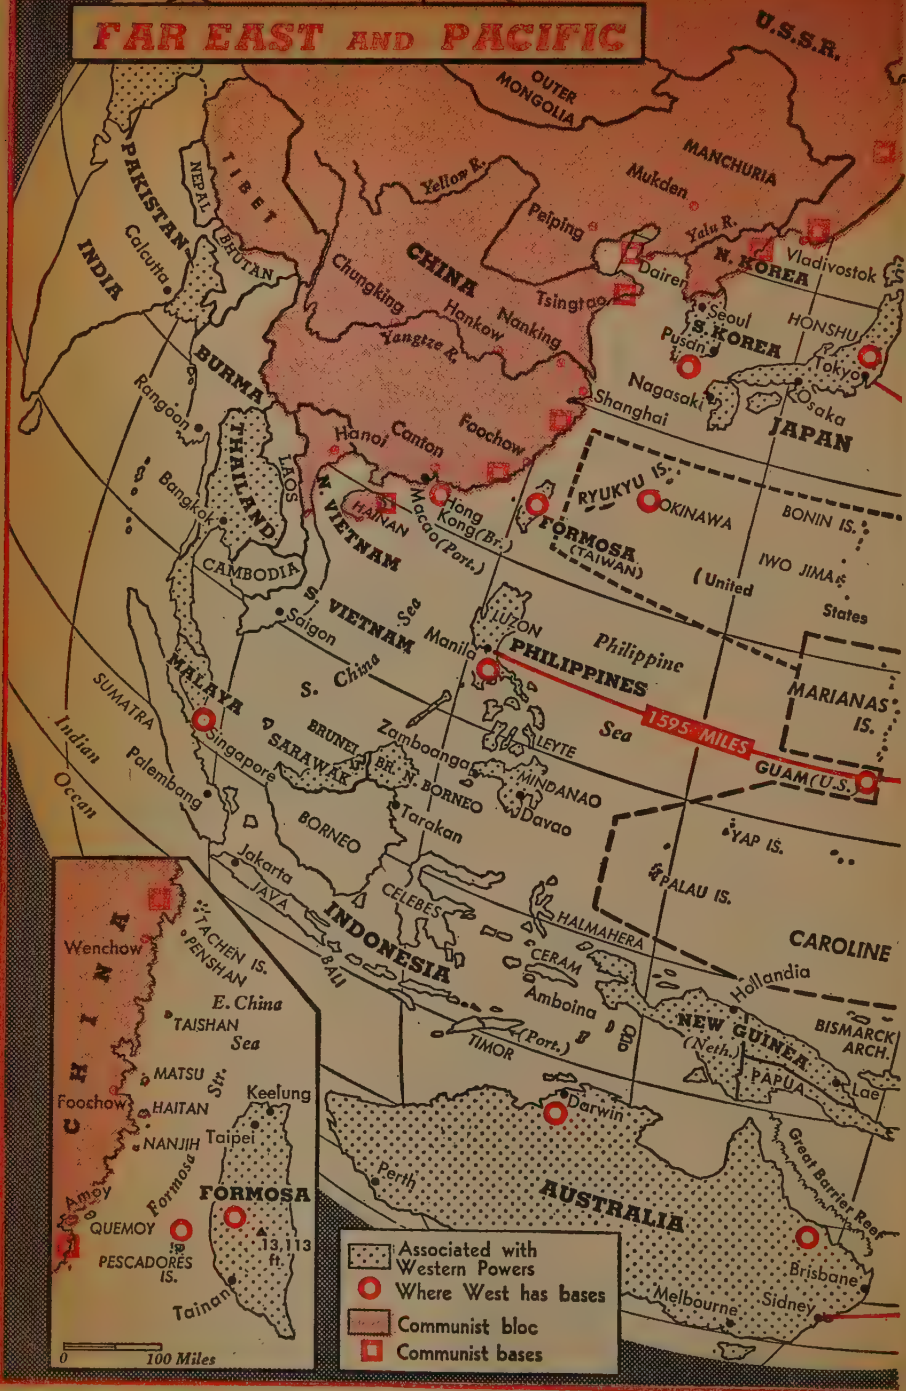 FAR EAST AND PACIFIC
U.S.S.R.
OUTER
MONGOLIA
MANCHURIA
Mukden
Yellow R.
Peiping
Yalu R.
PAKISTAN
NEPAL
TIBET
BHUTAN
INDIA
Calcutta
CHINA
Chungking
Hankow
Nanking
Yangtze R.
Tsingtao
Dairen
N. KOREA
Vladivostok
Seoul
S. KOREA
Pusan
HONSHU
Tokyo
Nagasaki
Osaka
JAPAN
Shanghai
BURMA
Rangoon
Hanoi
Canton
Foochow
THAILAND
LAOS
Bangkok
N. VIETNAM
HAINAN
Macao (Port.)
Hong
Kong (Br.)
FORMOSA
(TAIWAN)
RYUKYU IS.
OKINAWA
BONIN IS.
IWO JIMA
(United
States
CAMBODIA
S. VIETNAM
Saigon
S. China Sea
LUZON
Manila
PHILIPPINES
Philippine
Sea
MARIANAS
IS.
1595 MILES
GUAM (U.S.)
MALAYA
SUMATRA
Singapore
Palembang
Indian
Ocean
BRUNEI
SARAWAK
BR. N. BORNEO
Zamboanga
LEYTE
MINDANAO
Davao
BORNEO
Tarakan
YAP IS.
PALAU IS.
CAROLINE
Jakarta
JAVA
BALI
INDONESIA
CELEBES
HALMAHERA
CERAM
Amboina
TIMOR
(Port.)
Hollandia
NEW GUINEA
(Neth.)
PAPUA
Lae
BISMARCK
ARCH.
Darwin
Perth
AUSTRALIA
Great Barrier Reef
Brisbane
Melbourne
Sidney
CHINA
Wenchow
TACHEN IS.
PENSHAN
E. China
Sea
TAISHAN
MATSU
Foochow
HAITAN
NANJIH
Formosa Str.
Keelung
Taipei
FORMOSA
Amoy
QUEMOY
PESCADORES
IS.
13,113
ft.
Tainan
0 100 Miles
Associated with
Western Powers
Where West has bases
Communist bloc
Communist bases